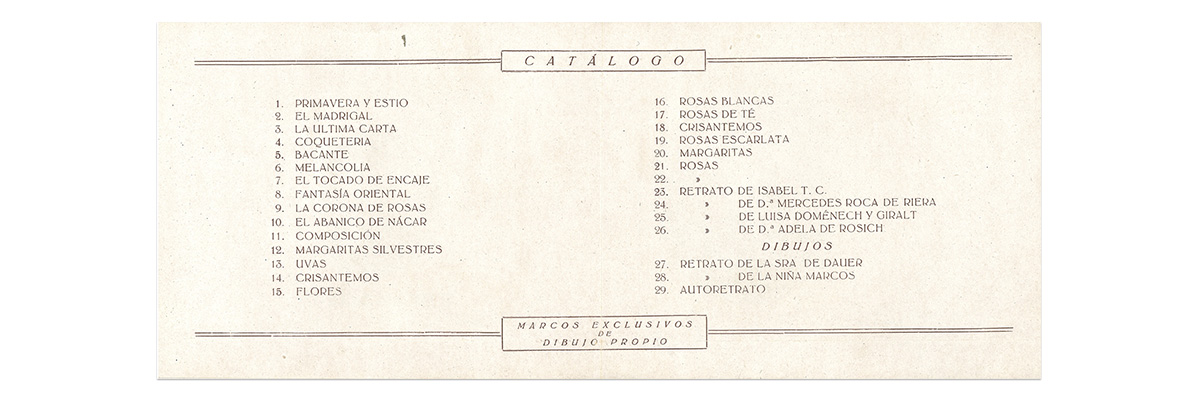 CATÁLOGO
1. PRIMAVERA Y ESTIO
2. EL MADRIGAL
3. LA ULTIMA CARTA
4. COQUETERIA
5. BACANTE
6. MELANCOLIA
7. EL TOCADO DE ENCAJE
8. FANTASÍA ORIENTAL
9. LA CORONA DE ROSAS
10. EL ABANICO DE NÁCAR
11. COMPOSICIÓN
12. MARGARITAS SILVESTRES
13. UVAS
14. CRISANTEMOS
15. FLORES
16. ROSAS BLANCAS
17. ROSAS DE TÉ
18. CRISANTEMOS
19. ROSAS ESCARLATA
20. MARGARITAS
21. ROSAS
22. »
23. RETRATO DE ISABEL T. C.
24. » DE D.ª MERCEDES ROCA DE RIERA
25. » DE LUISA DOMÈNECH Y GIRALT
26. » DE D.ª ADELA DE ROSICH
DIBUJOS
27. RETRATO DE LA SRA DE DAUER
28. » DE LA NIÑA MARCOS
29. AUTORETRATO
MARCOS EXCLUSIVOS
DE
DIBUJO PROPIO